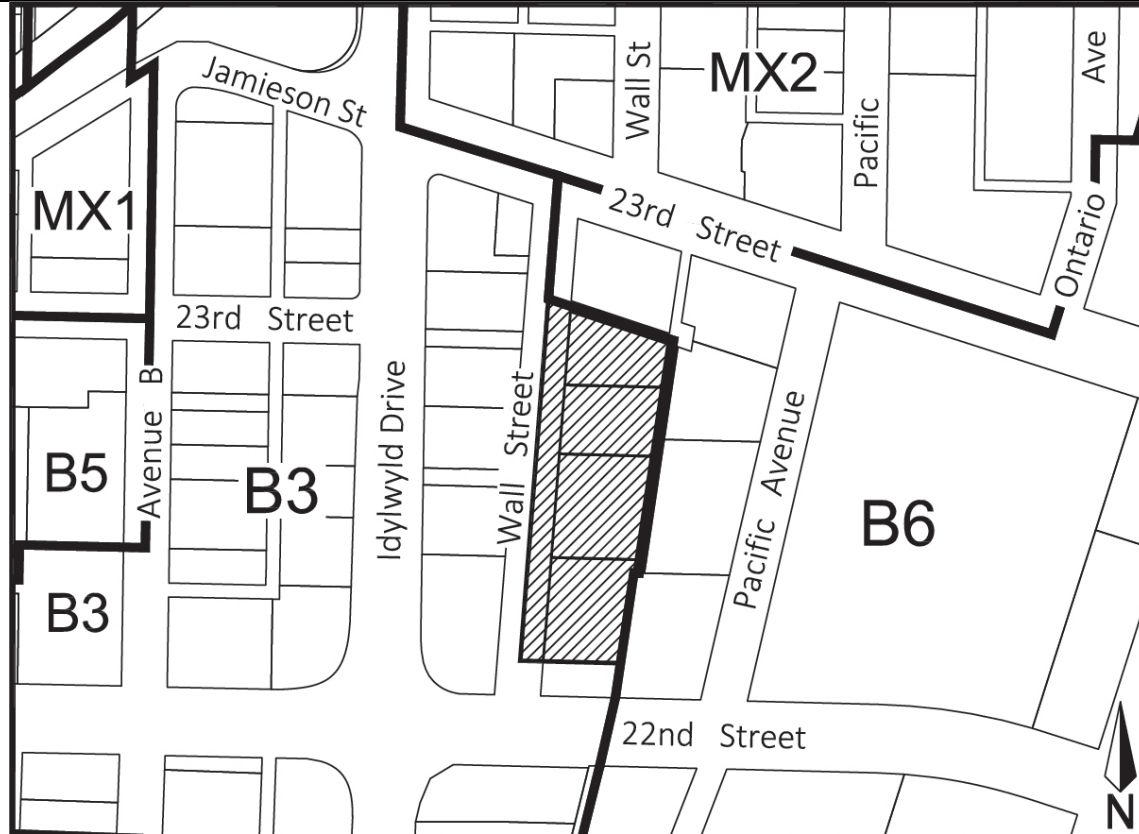 Jamieson St
Wall St
MX2
Pacific
Ave
MX1
23rd Street
Ontario
23rd Street
B5
Avenue B
B3
Idylwyld Drive
Wall Street
Pacific Avenue
B6
B3
22nd Street
N